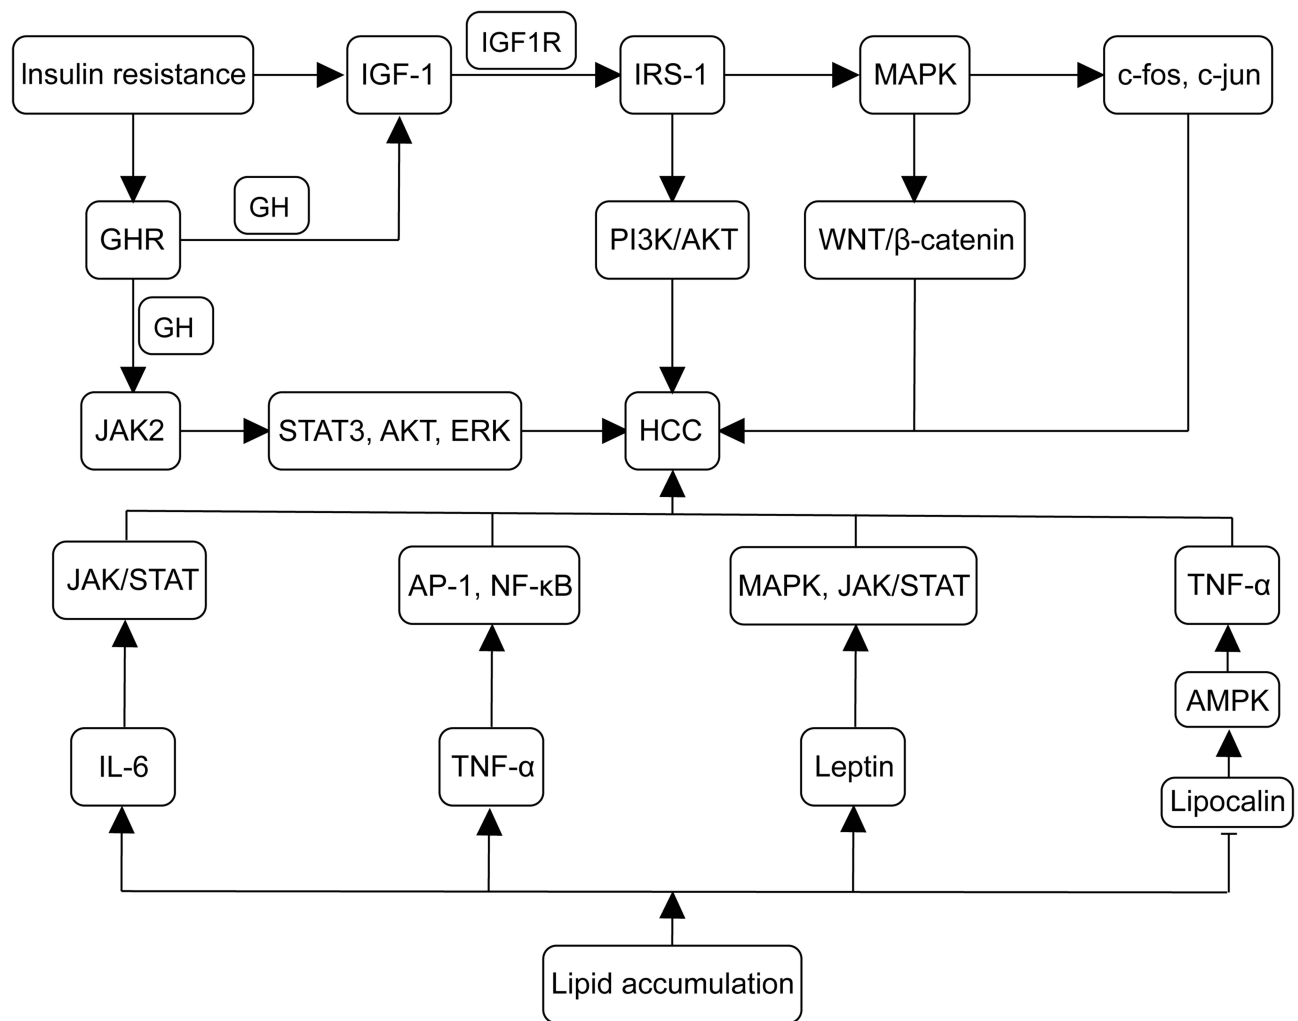 IGF1R
Insulin resistance
IGF-1
IRS-1
MAPK
c-fos, c-jun
GH
GHR
PI3K/AKT
WNT/β-catenin
GH
JAK2
STAT3, AKT, ERK
HCC
JAK/STAT
AP-1, NF-κB
MAPK, JAK/STAT
TNF-α
AMPK
IL-6
TNF-α
Leptin
Lipocalin
Lipid accumulation